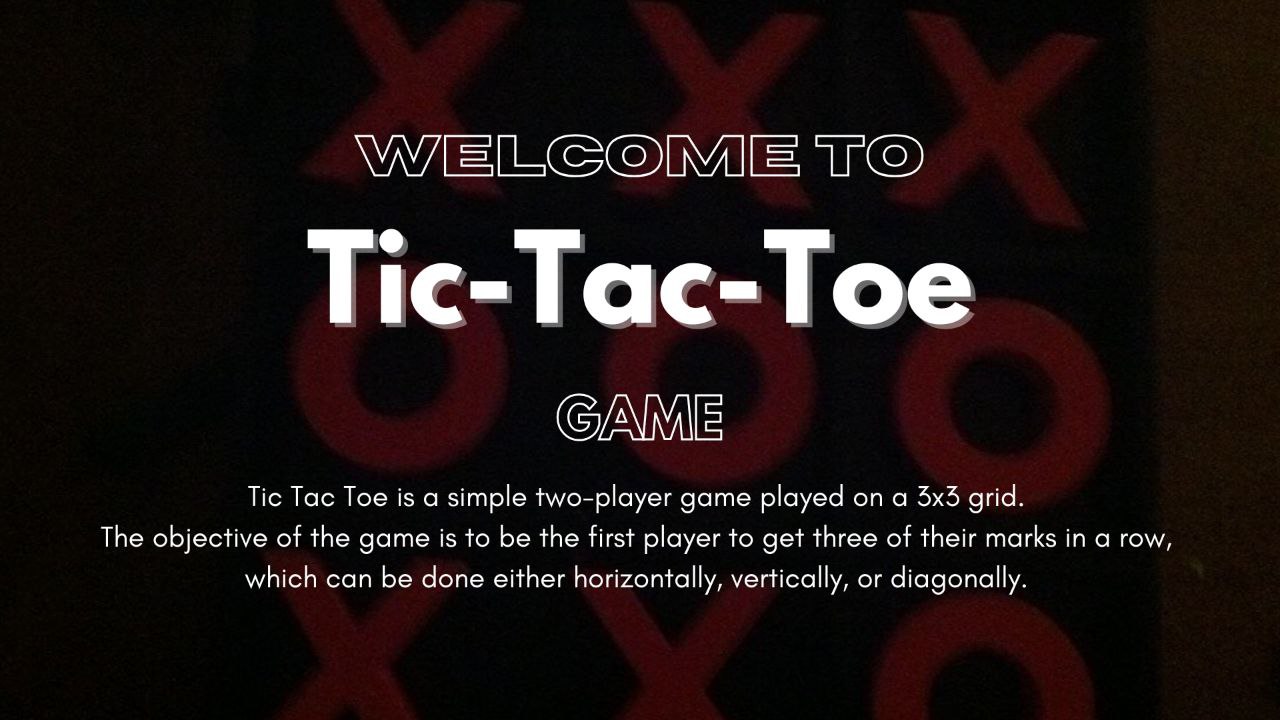 WELCOME TO
Tic-Tac-Toe
GAME
Tic Tac Toe is a simple two-player game played on a 3x3 grid.
The objective of the game is to be the first player to get three of their marks in a row,
which can be done either horizontally, vertically, or diagonally.